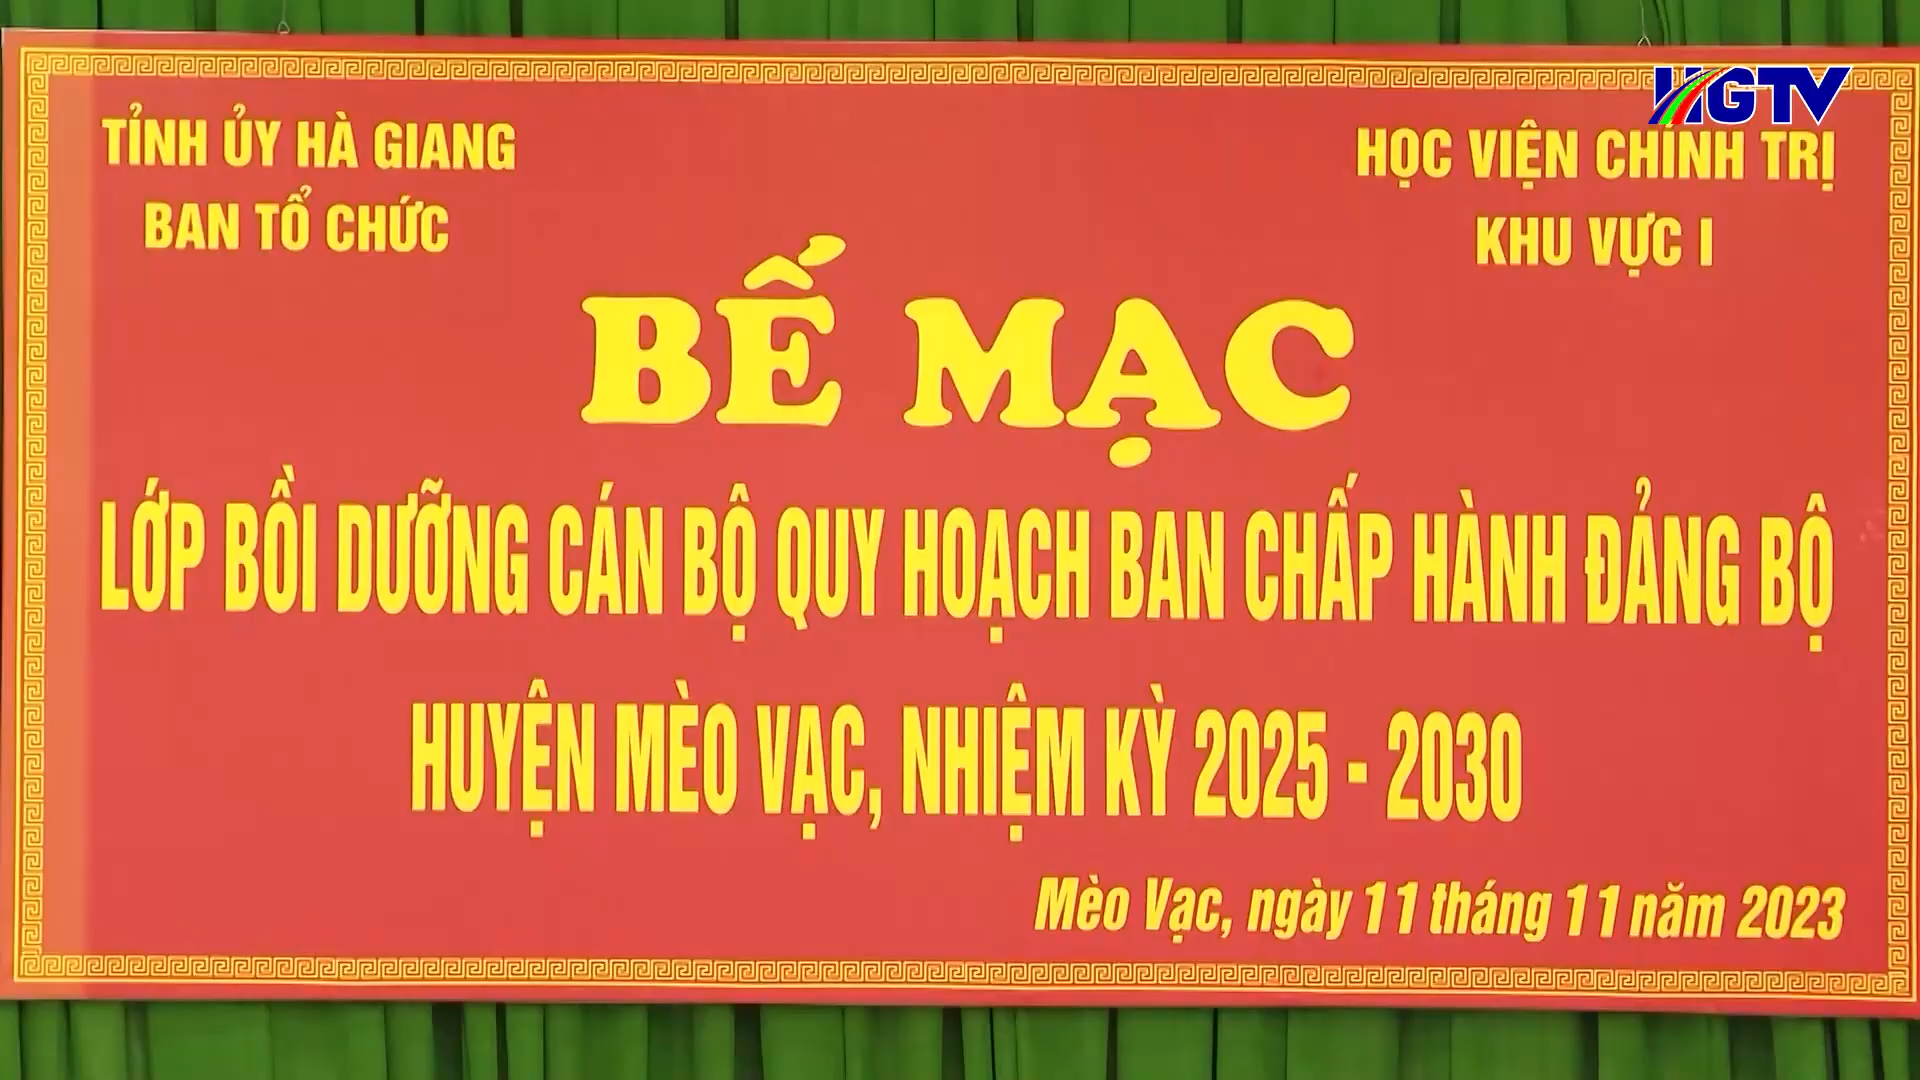 HGTV
TỈNH ỦY HÀ GIANG
BAN TỔ CHỨC
HỌC VIỆN CHÍNH TRỊ
KHU VỰC I
BẾ MẠC
LỚP BỒI DƯỠNG CÁN BỘ QUY HOẠCH BAN CHẤP HÀNH ĐẢNG BỘ
HUYỆN MÈO VẠC, NHIỆM KỲ 2025 - 2030
Mèo Vạc, ngày 11 tháng 11 năm 2023